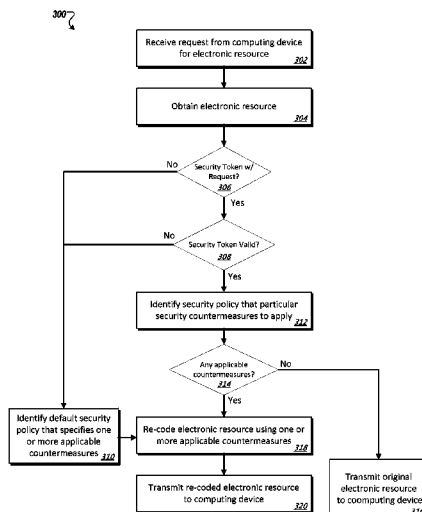 300
Receive request from computing device
for electronic resource
302
Obtain electronic resource
304
No
Security Token w/
Request?
306
Yes
No
Security Token Valid?
308
Yes
Identify security policy that particular
security countermeasures to apply
312
Any applicable
countermeasures?
314
No
Yes
Identify default security
policy that specifies one
or more applicable
countermeasures
310
Re-code electronic resource using one or
more applicable countermeasures
318
Transmit re-coded electronic resource
to computing device
320
Transmit original
electronic resource
to coomputing device
316